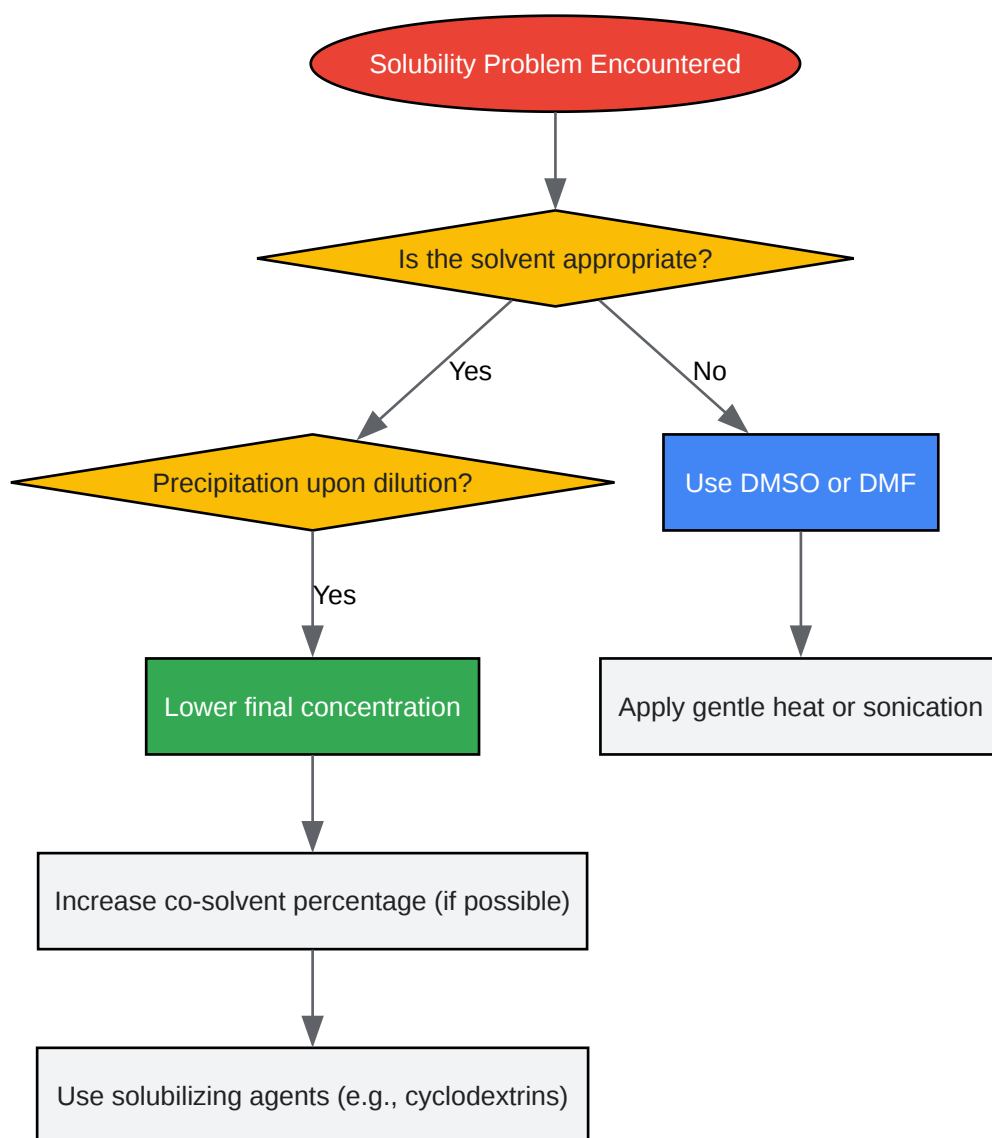 Solubility Problem Encountered
Is the solvent appropriate?
Yes
No
Precipitation upon dilution?
Use DMSO or DMF
Yes
Lower final concentration
Apply gentle heat or sonication
Increase co-solvent percentage (if possible)
Use solubilizing agents (e.g., cyclodextrins)